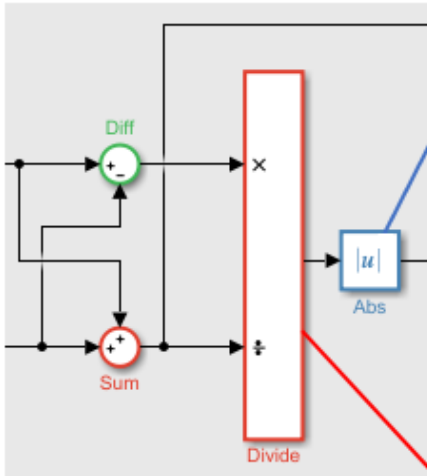 Diff
+
−
×
|u|
Abs
+
+
÷
Sum
Divide